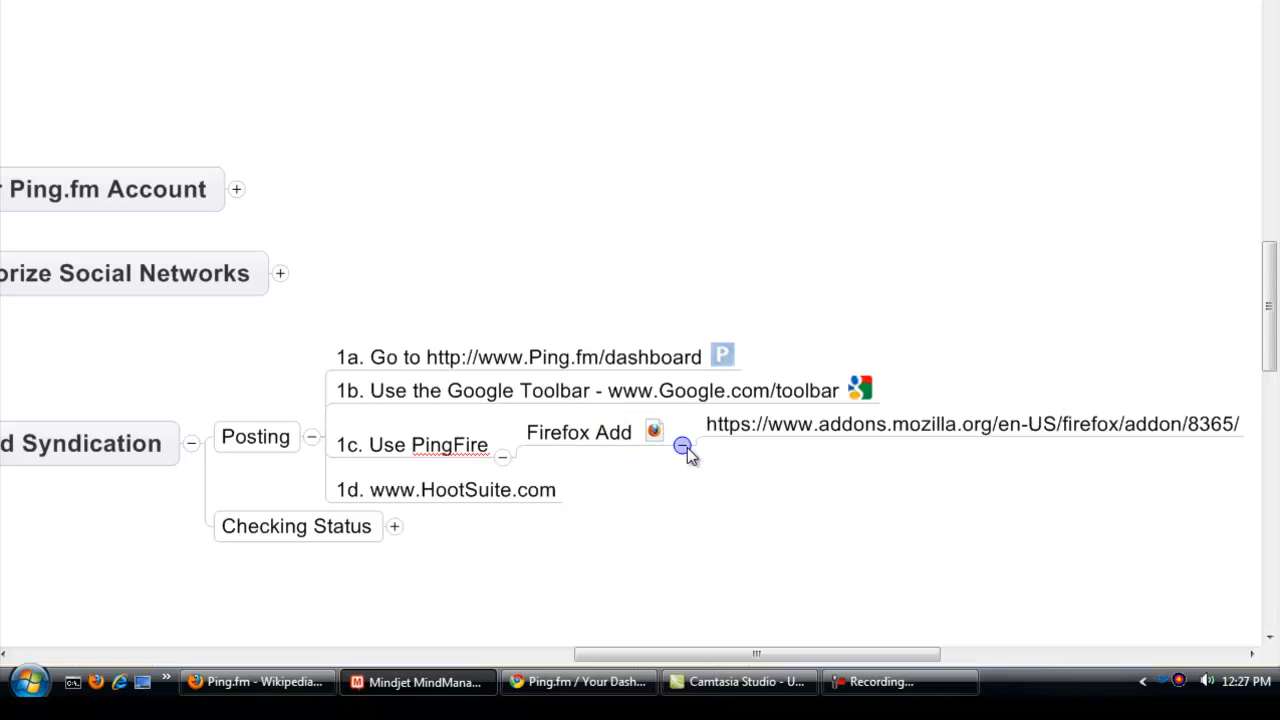 r Ping.fm Account
orize Social Networks
1a. Go to http://www.Ping.fm/dashboard
P
1b. Use the Google Toolbar - www.Google.com/toolbar
https://www.addons.mozilla.org/en-US/firefox/addon/8365/
Firefox Add
d Syndication
Posting
1c. Use PingFire
1d. www.HootSuite.com
Checking Status
Ping.fm - Wikipedia...
Mindjet MindMana...
Ping.fm / Your Dash...
Camtasia Studio - U...
Recording...
12:27 PM